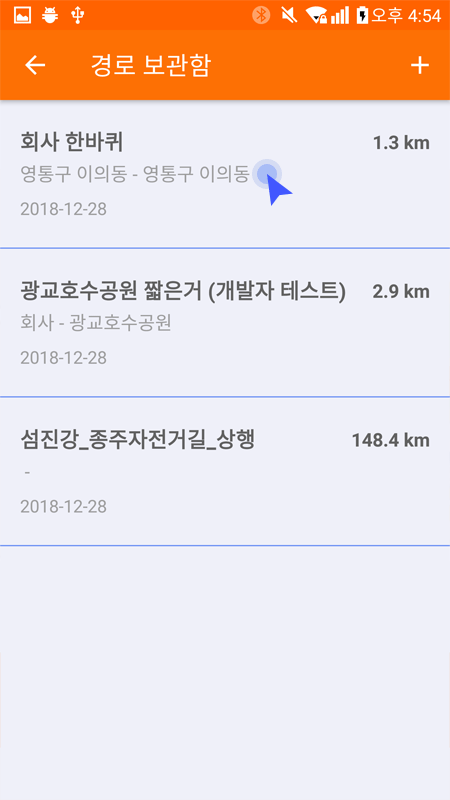 오후 4:54
경로 보관함
회사 한바퀴 1.3 km
영통구 이의동 - 영통구 이의동
2018-12-28
광교호수공원 짧은거 (개발자 테스트) 2.9 km
회사 - 광교호수공원
2018-12-28
섬진강_종주자전거길_상행 148.4 km
-
2018-12-28